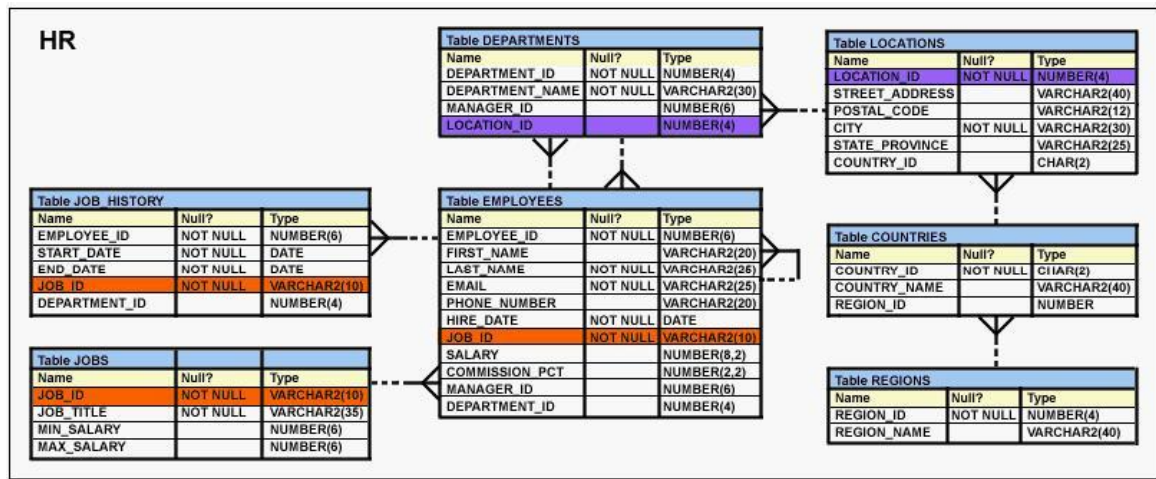 HR
Table DEPARTMENTS
Name Null? Type
DEPARTMENT_ID NOT NULL NUMBER(4)
DEPARTMENT_NAME NOT NULL VARCHAR2(30)
MANAGER_ID NUMBER(6)
LOCATION_ID NUMBER(4)
Table LOCATIONS
Name Null? Type
LOCATION_ID NOT NULL NUMBER(4)
STREET_ADDRESS VARCHAR2(40)
POSTAL_CODE VARCHAR2(12)
CITY NOT NULL VARCHAR2(30)
STATE_PROVINCE VARCHAR2(25)
COUNTRY_ID CHAR(2)
Table JOB_HISTORY
Name Null? Type
EMPLOYEE_ID NOT NULL NUMBER(6)
START_DATE NOT NULL DATE
END_DATE NOT NULL DATE
JOB_ID NOT NULL VARCHAR2(10)
DEPARTMENT_ID NUMBER(4)
Table EMPLOYEES
Name Null? Type
EMPLOYEE_ID NOT NULL NUMBER(6)
FIRST_NAME VARCHAR2(20)
LAST_NAME NOT NULL VARCHAR2(25)
EMAIL NOT NULL VARCHAR2(25)
PHONE_NUMBER VARCHAR2(20)
HIRE_DATE NOT NULL DATE
JOB_ID NOT NULL VARCHAR2(10)
SALARY NUMBER(8,2)
COMMISSION_PCT NUMBER(2,2)
MANAGER_ID NUMBER(6)
DEPARTMENT_ID NUMBER(4)
Table COUNTRIES
Name Null? Type
COUNTRY_ID NOT NULL CHAR(2)
COUNTRY_NAME VARCHAR2(40)
REGION_ID NUMBER
Table JOBS
Name Null? Type
JOB_ID NOT NULL VARCHAR2(10)
JOB_TITLE NOT NULL VARCHAR2(35)
MIN_SALARY NUMBER(6)
MAX_SALARY NUMBER(6)
Table REGIONS
Name Null? Type
REGION_ID NOT NULL NUMBER(4)
REGION_NAME VARCHAR2(40)